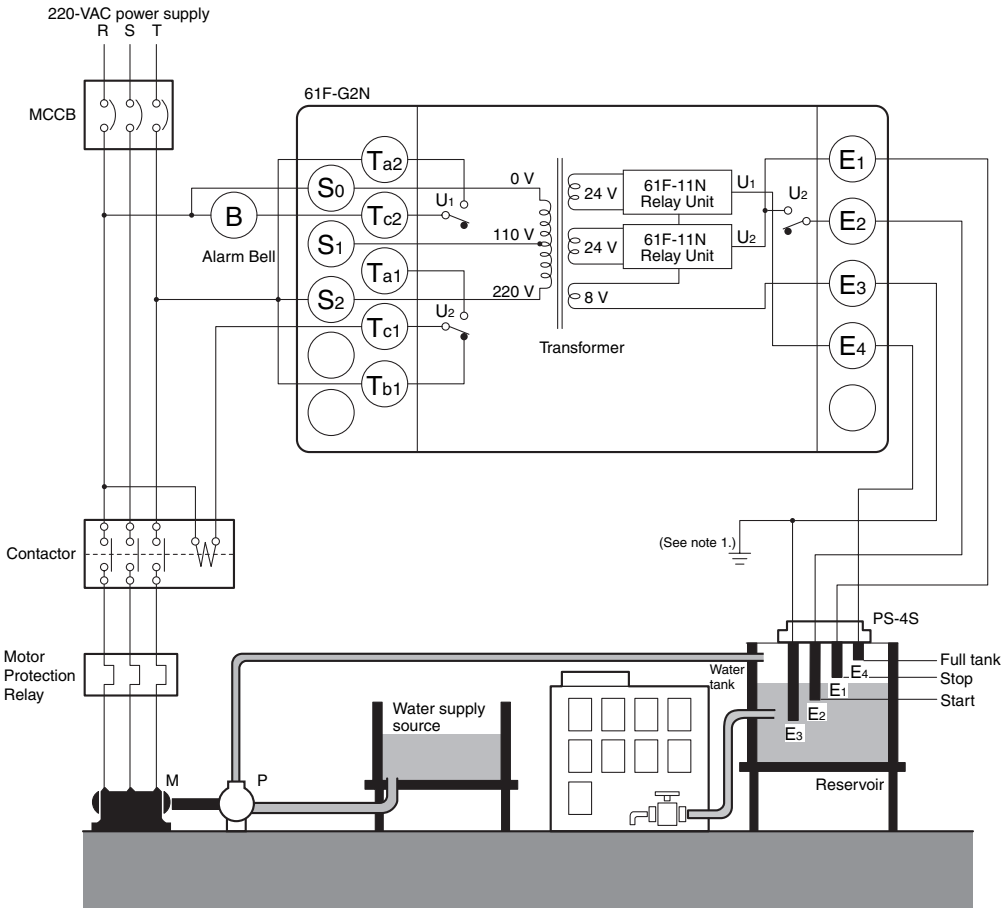 220-VAC power supply
R S T
MCCB
61F-G2N
Ta2
S0
Tc2
B
Alarm Bell
S1
Ta1
S2
Tc1
Tb1
U1
U2
0 V
110 V
220 V
24 V
24 V
8 V
Transformer
61F-11N
Relay Unit
U1
61F-11N
Relay Unit
U2
U2
E1
E2
E3
E4
Contactor
(See note 1.)
PS-4S
Motor
Protection
Relay
Water
tank
Full tank
Stop
Start
E4
E1
E2
E3
Water supply
source
Reservoir
M
P